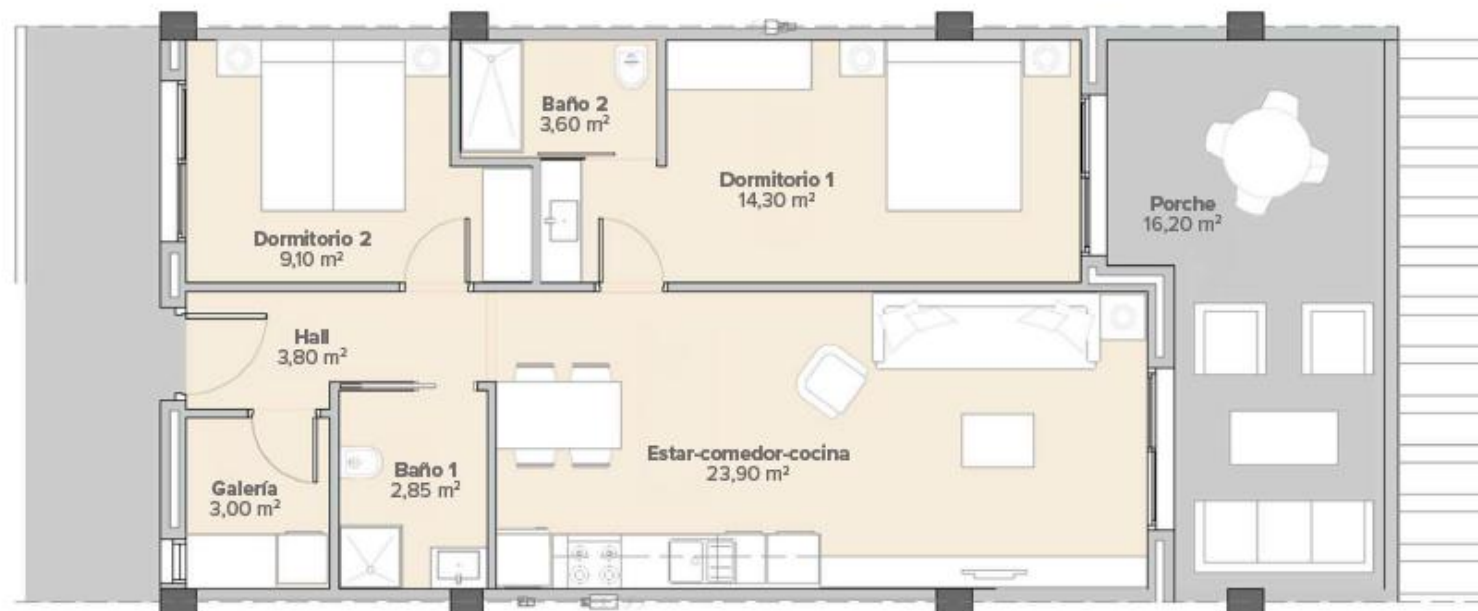 Baño 2
3,60 m²
Dormitorio 1
14,30 m²
Porche
16,20 m²
Dormitorio 2
9,10 m²
Hall
3,80 m²
Estar-comedor-cocina
23,90 m²
Baño 1
2,85 m²
Galería
3,00 m²